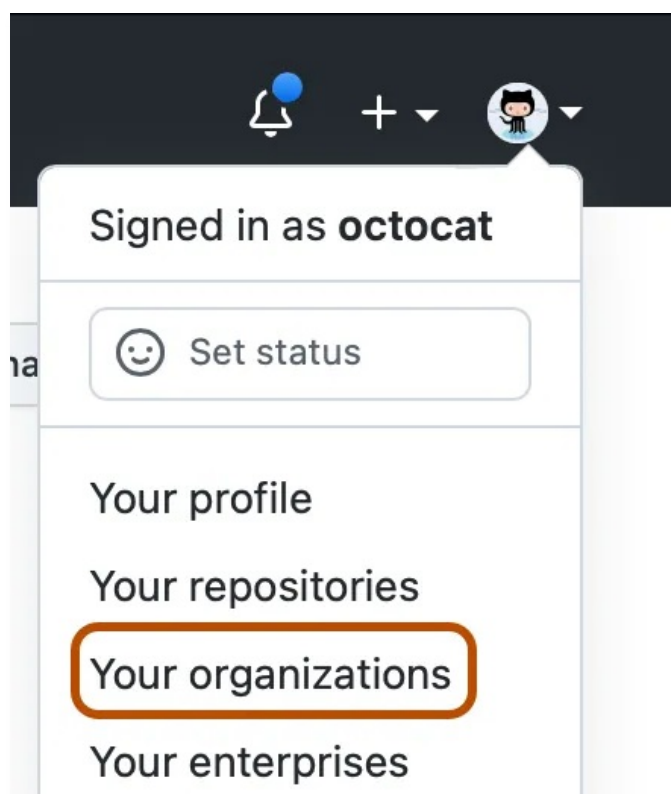 Signed in as octocat
Set status
Your profile
Your repositories
Your organizations
Your enterprises